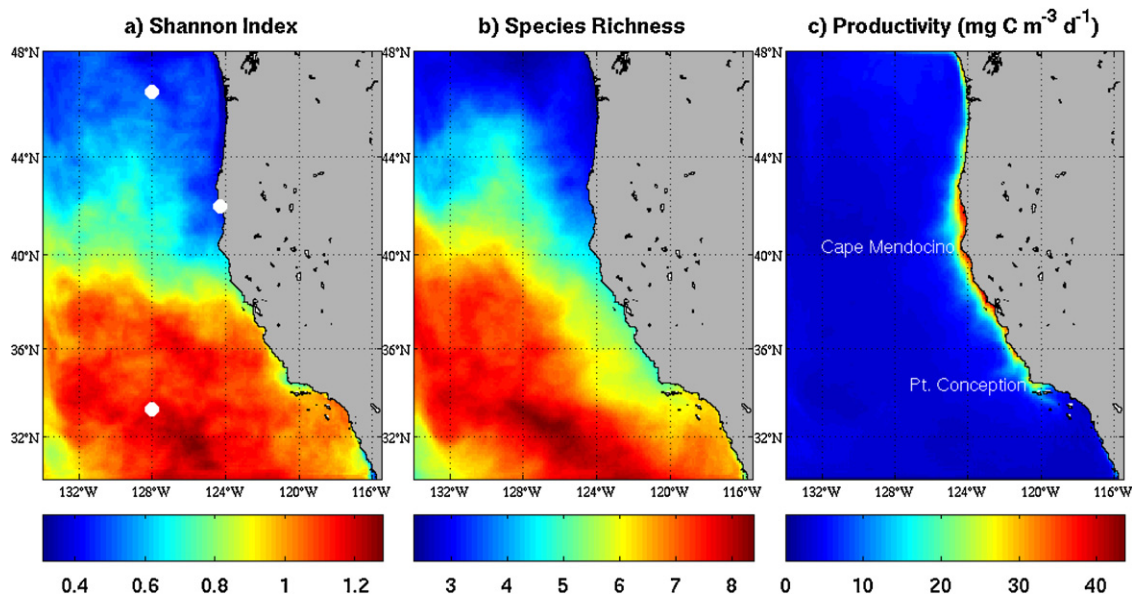 a) Shannon Index
b) Species Richness
c) Productivity (mg C m⁻³ d⁻¹)
48°N
44°N
40°N
36°N
32°N
132°W 128°W 124°W 120°W 116°W
48°N
44°N
40°N
36°N
32°N
132°W 128°W 124°W 120°W 116°W
48°N
44°N
40°N
36°N
32°N
Cape Mendocino
Pt. Conception
132°W 128°W 124°W 120°W 116°W
0.4 0.6 0.8 1 1.2
3 4 5 6 7 8
0 10 20 30 40